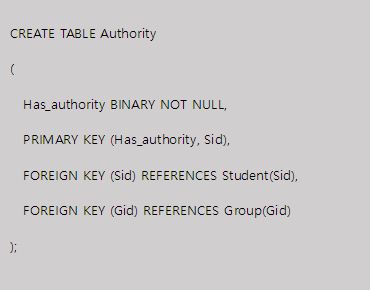 CREATE TABLE Authority
(
Has_authority BINARY NOT NULL,
PRIMARY KEY (Has_authority, Sid),
FOREIGN KEY (Sid) REFERENCES Student(Sid),
FOREIGN KEY (Gid) REFERENCES Group(Gid)
);